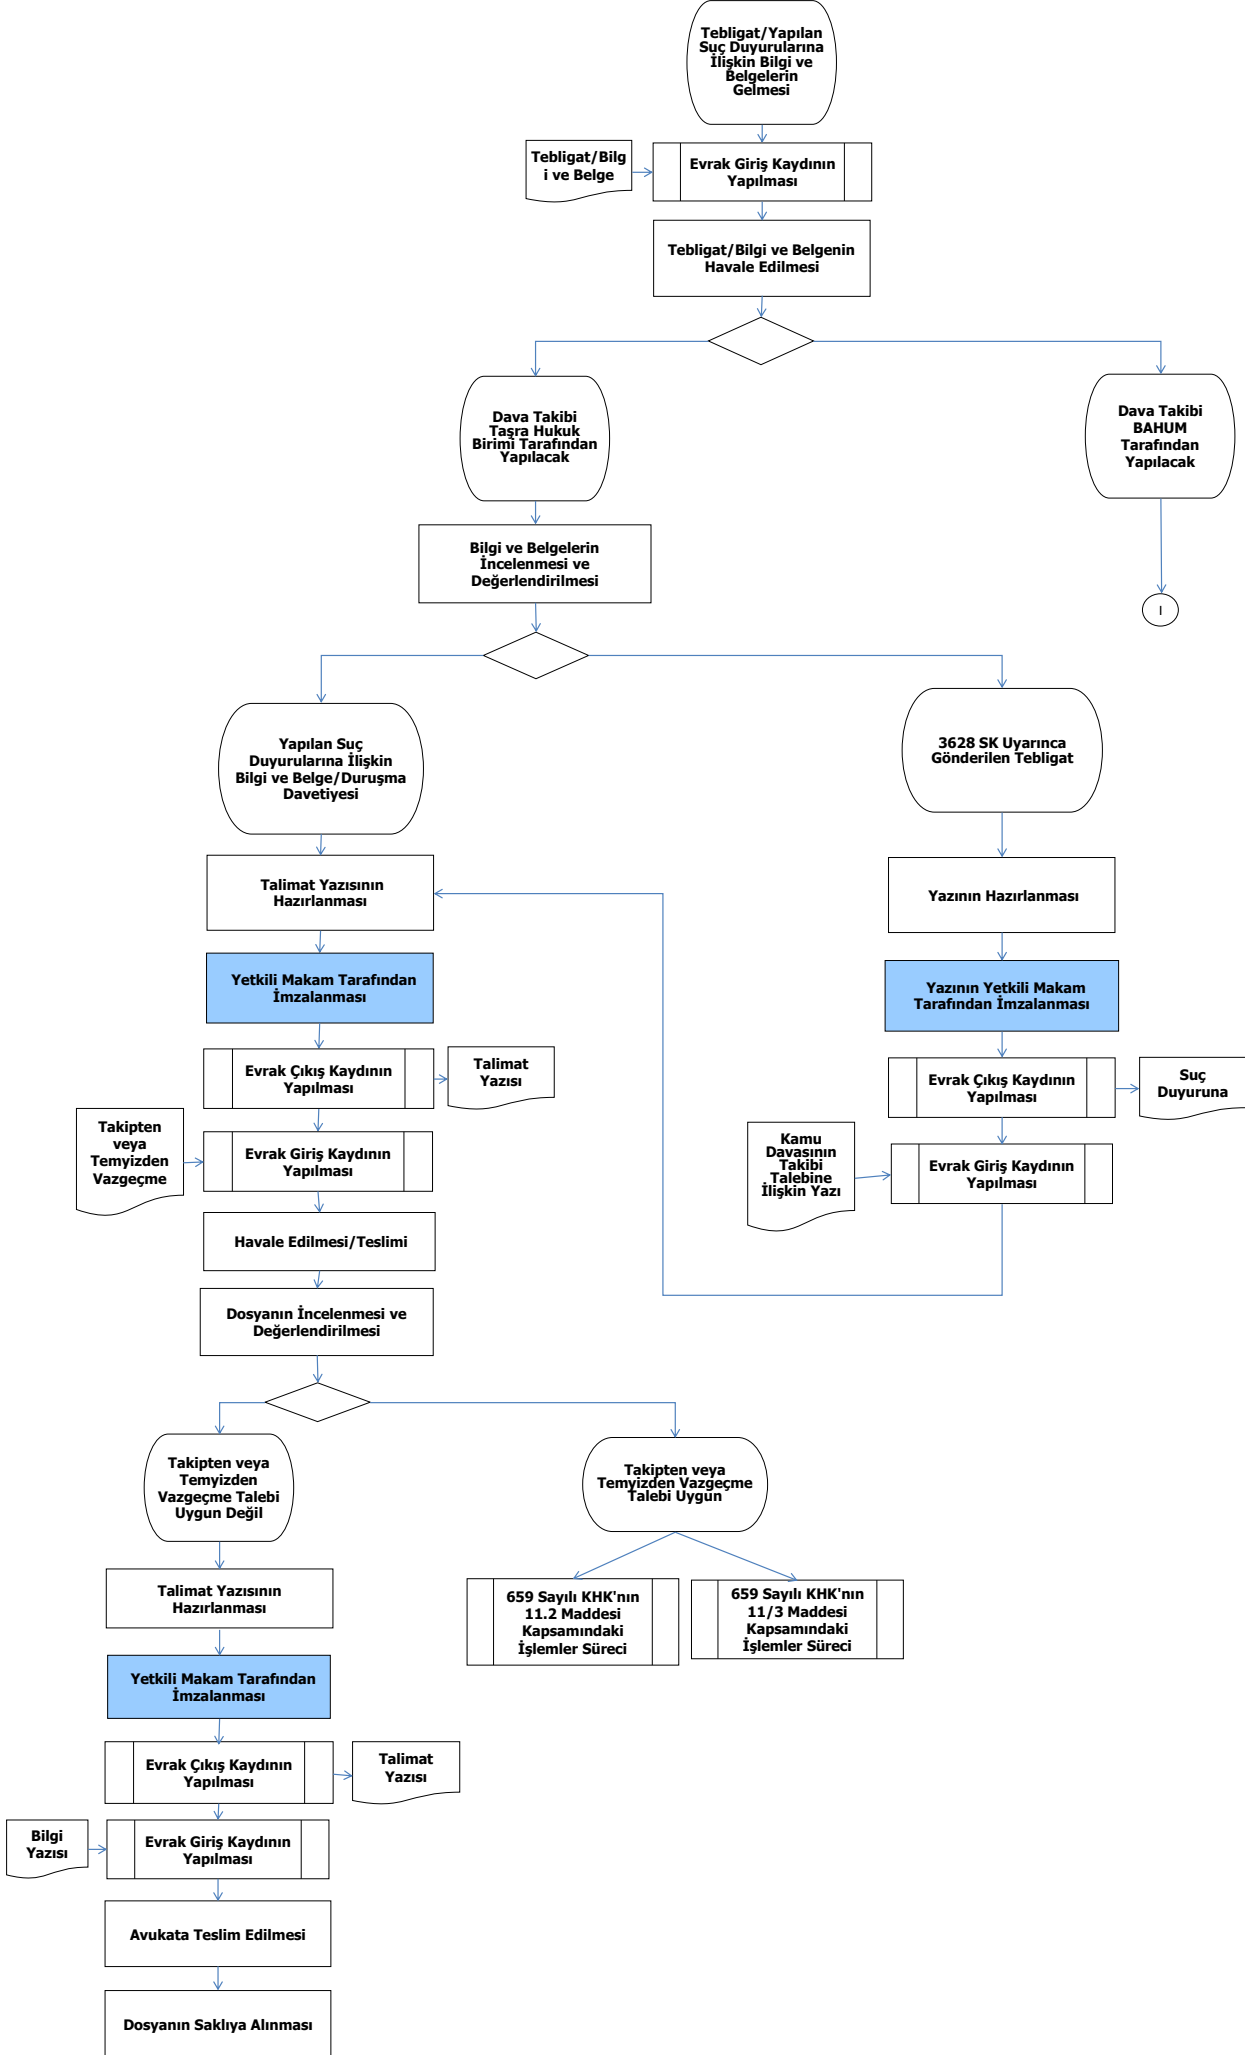 Tebligat/Yapılan
Suç Duyurularına
İlişkin Bilgi ve
Belgelerin
Gelmesi
Tebligat/Bilg
i ve Belge
Evrak Giriş Kaydının
Yapılması
Tebligat/Bilgi ve Belgenin
Havale Edilmesi
Dava Takibi
Taşra Hukuk
Birimi Tarafından
Yapılacak
Dava Takibi
BAHUM
Tarafından
Yapılacak
Bilgi ve Belgelerin
İncelenmesi ve
Değerlendirilmesi
I
Yapılan Suç
Duyurularına İlişkin
Bilgi ve Belge/Duruşma
Davetiyesi
3628 SK Uyarınca
Gönderilen Tebligat
Talimat Yazısının
Hazırlanması
Yazının Hazırlanması
Yetkili Makam Tarafından
İmzalanması
Yazının Yetkili Makam
Tarafından İmzalanması
Evrak Çıkış Kaydının
Yapılması
Talimat
Yazısı
Evrak Çıkış Kaydının
Yapılması
Suç
Duyuruna
Takipten
veya
Temyizden
Vazgeçme
Evrak Giriş Kaydının
Yapılması
Kamu
Davasının
Takibi
Talebine
İlişkin Yazı
Evrak Giriş Kaydının
Yapılması
Havale Edilmesi/Teslimi
Dosyanın İncelenmesi ve
Değerlendirilmesi
Takipten veya
Temyizden
Vazgeçme Talebi
Uygun Değil
Takipten veya
Temyizden Vazgeçme
Talebi Uygun
Talimat Yazısının
Hazırlanması
659 Sayılı KHK'nın
11.2 Maddesi
Kapsamındaki
İşlemler Süreci
659 Sayılı KHK'nın
11/3 Maddesi
Kapsamındaki
İşlemler Süreci
Yetkili Makam Tarafından
İmzalanması
Evrak Çıkış Kaydının
Yapılması
Talimat
Yazısı
Bilgi
Yazısı
Evrak Giriş Kaydının
Yapılması
Avukata Teslim Edilmesi
Dosyanın Saklıya Alınması